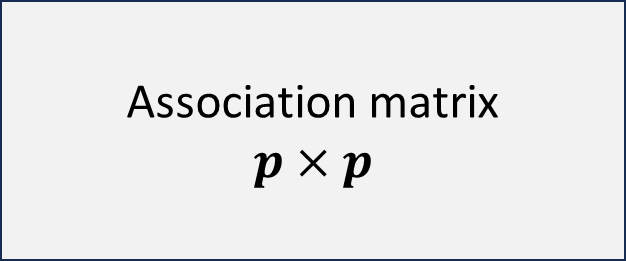 Association matrix
p × p